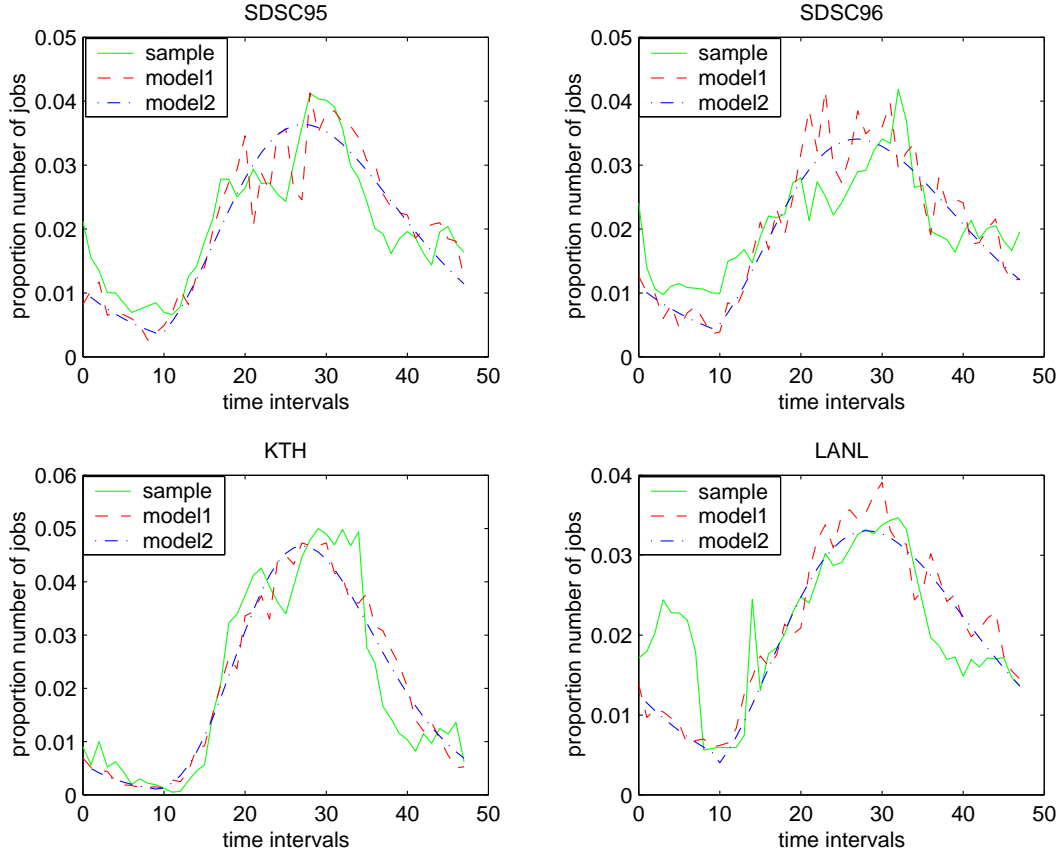 SDSC95
proportion number of jobs
0.05
0.04
0.03
0.02
0.01
0
sample
model1
model2
0 10 20 30 40 50
time intervals
SDSC96
proportion number of jobs
0.05
0.04
0.03
0.02
0.01
0
sample
model1
model2
0 10 20 30 40 50
time intervals
KTH
proportion number of jobs
0.06
0.05
0.04
0.03
0.02
0.01
0
sample
model1
model2
0 10 20 30 40 50
time intervals
LANL
proportion number of jobs
0.04
0.03
0.02
0.01
0
sample
model1
model2
0 10 20 30 40 50
time intervals